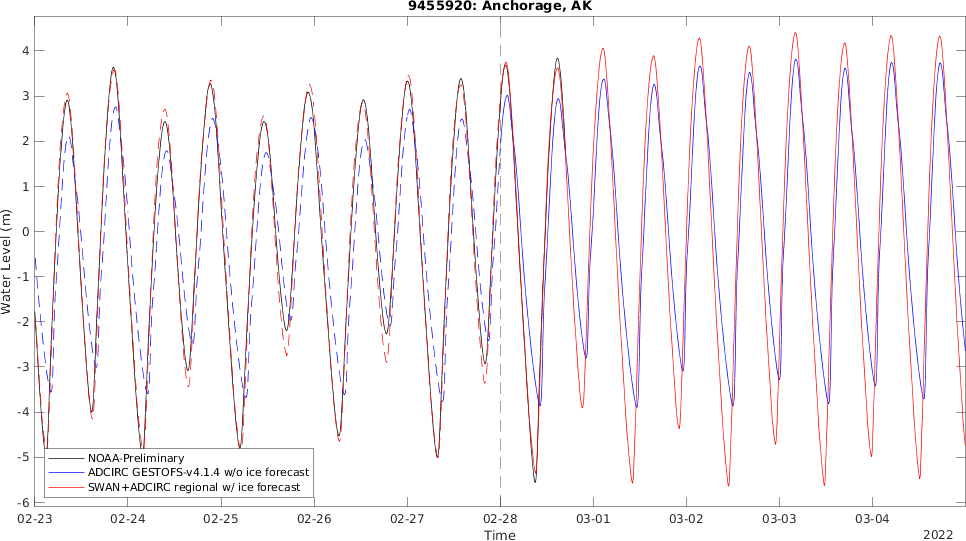 9455920: Anchorage, AK
Water Level (m)
4
3
2
1
0
-1
-2
-3
-4
-5
-6
NOAA-Preliminary
ADCIRC GESTOFS-v4.1.4 w/o ice forecast
SWAN+ADCIRC regional w/ ice forecast
02-23 02-24 02-25 02-26 02-27 02-28 03-01 03-02 03-03 03-04
Time
2022